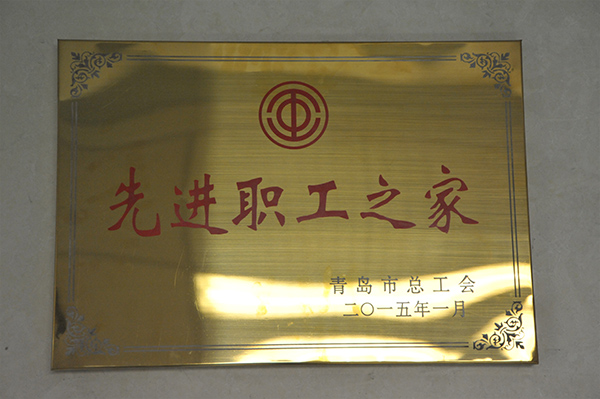 先进职工之家
青岛市总工会
二〇一五年一月